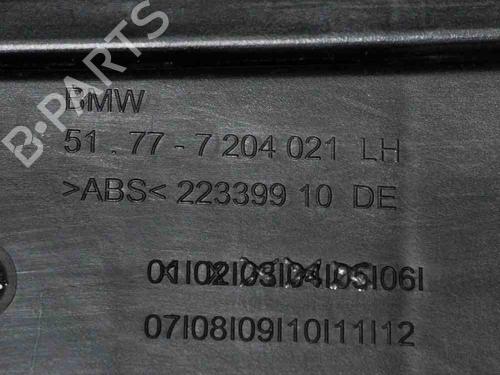 B-PARTS
BMW
51.77-7 204 021 LH
>ABS< 223399 10 DE
01|02|03|04|05|06|
07|08|09|10|11|12